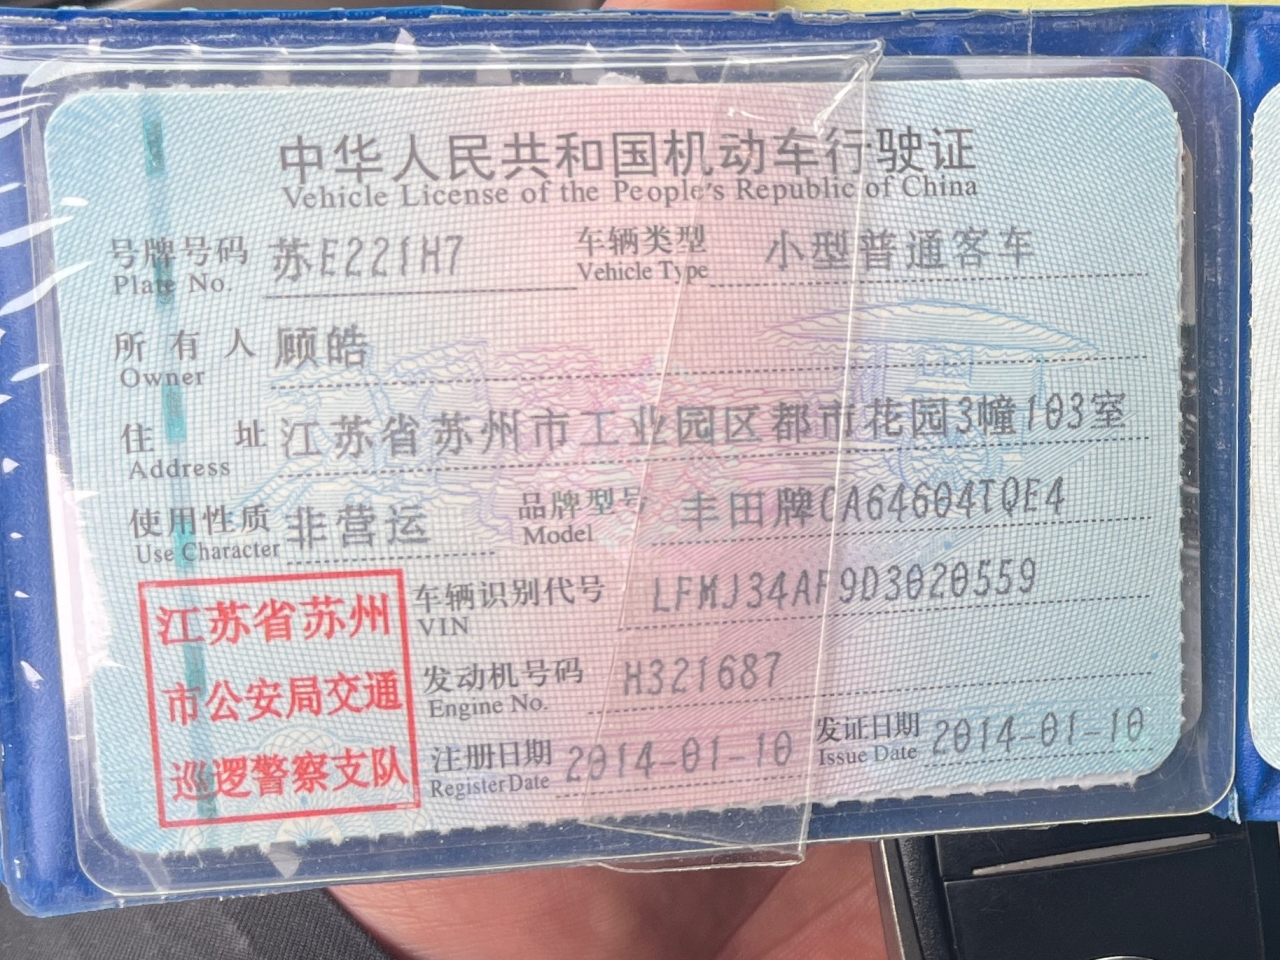 中华人民共和国机动车行驶证
Vehicle License of the People's Republic of China
号牌号码 苏E221H7 车辆类型 小型普通客车
Plate No. Vehicle Type
所有人 顾皓
Owner
住址 江苏省苏州市工业园区都市花园3幢103室
Address
使用性质 非营运 品牌型号 丰田牌CA64604TQE4
Use Character Model
江苏省苏州
市公安局交通
巡逻警察支队
车辆识别代号 LFMJ34AF9D3020559
VIN
发动机号码 H321687
Engine No.
注册日期 2014-01-10 发证日期 2014-01-10
Register Date Issue Date